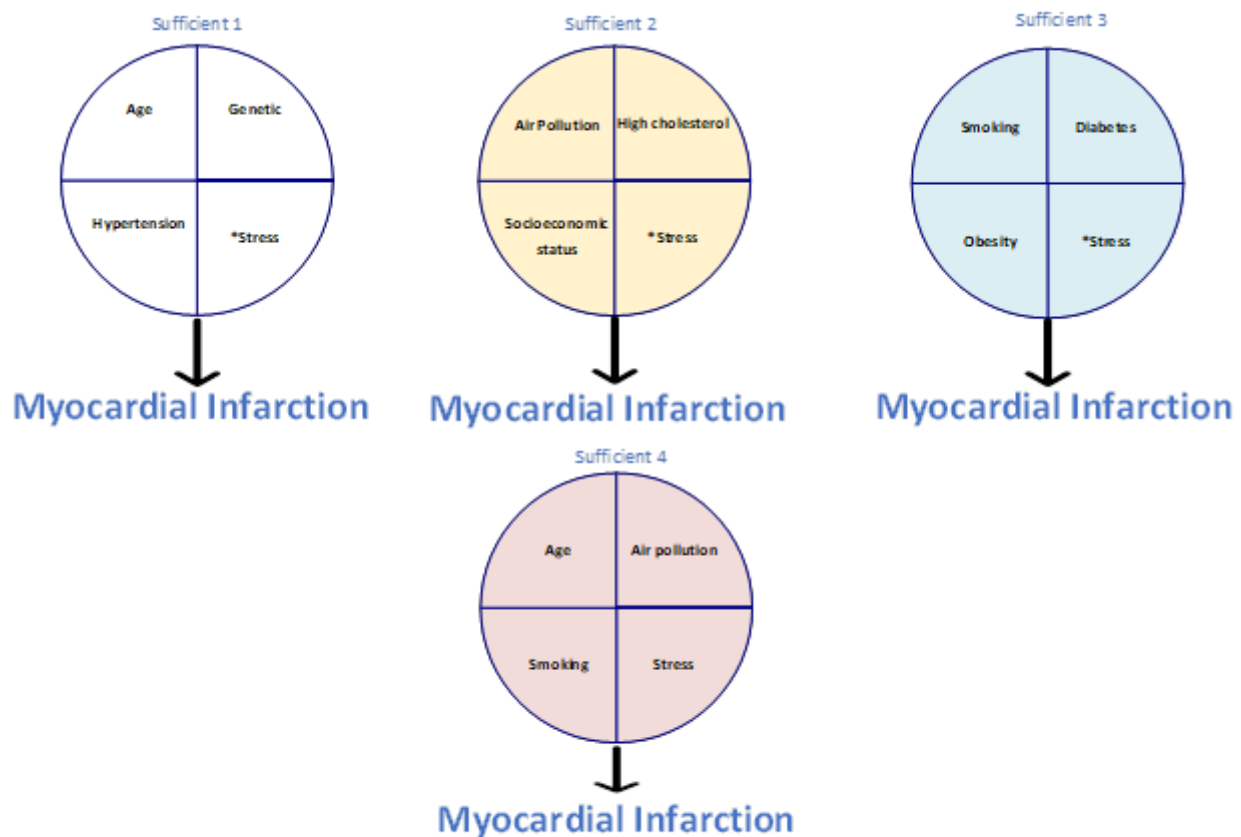 Sufficient 1
Age
Genetic
Hypertension
*Stress
Myocardial Infarction
Sufficient 2
Air Pollution
High cholesterol
Socioeconomic
status
*Stress
Myocardial Infarction
Sufficient 3
Smoking
Diabetes
Obesity
*Stress
Myocardial Infarction
Sufficient 4
Age
Air pollution
Smoking
Stress
Myocardial Infarction